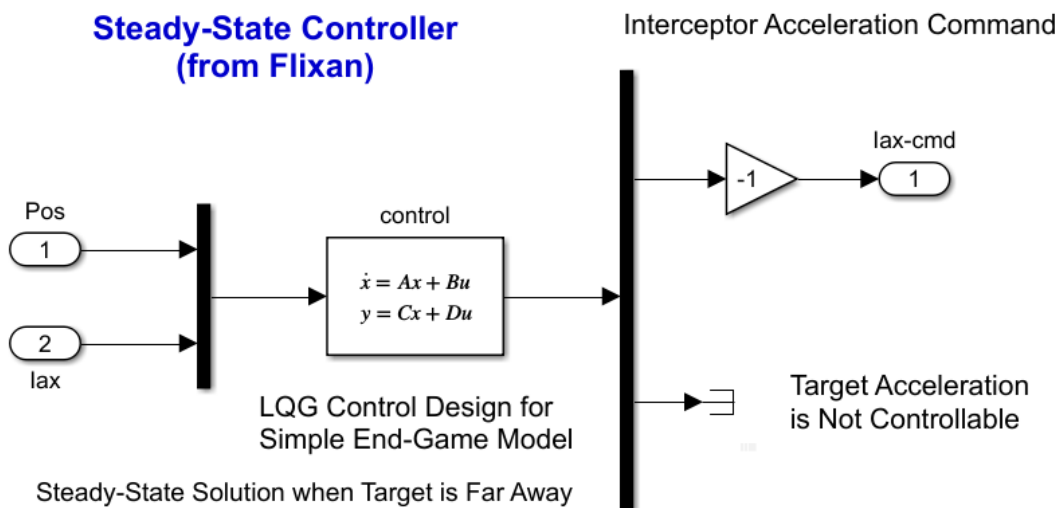 Steady-State Controller
(from Flixan)
Interceptor Acceleration Command
Iax-cmd
-1
1
Pos
1
control
ẋ = Ax + Bu
y = Cx + Du
2
Iax
LQG Control Design for
Simple End-Game Model
Target Acceleration
is Not Controllable
Steady-State Solution when Target is Far Away